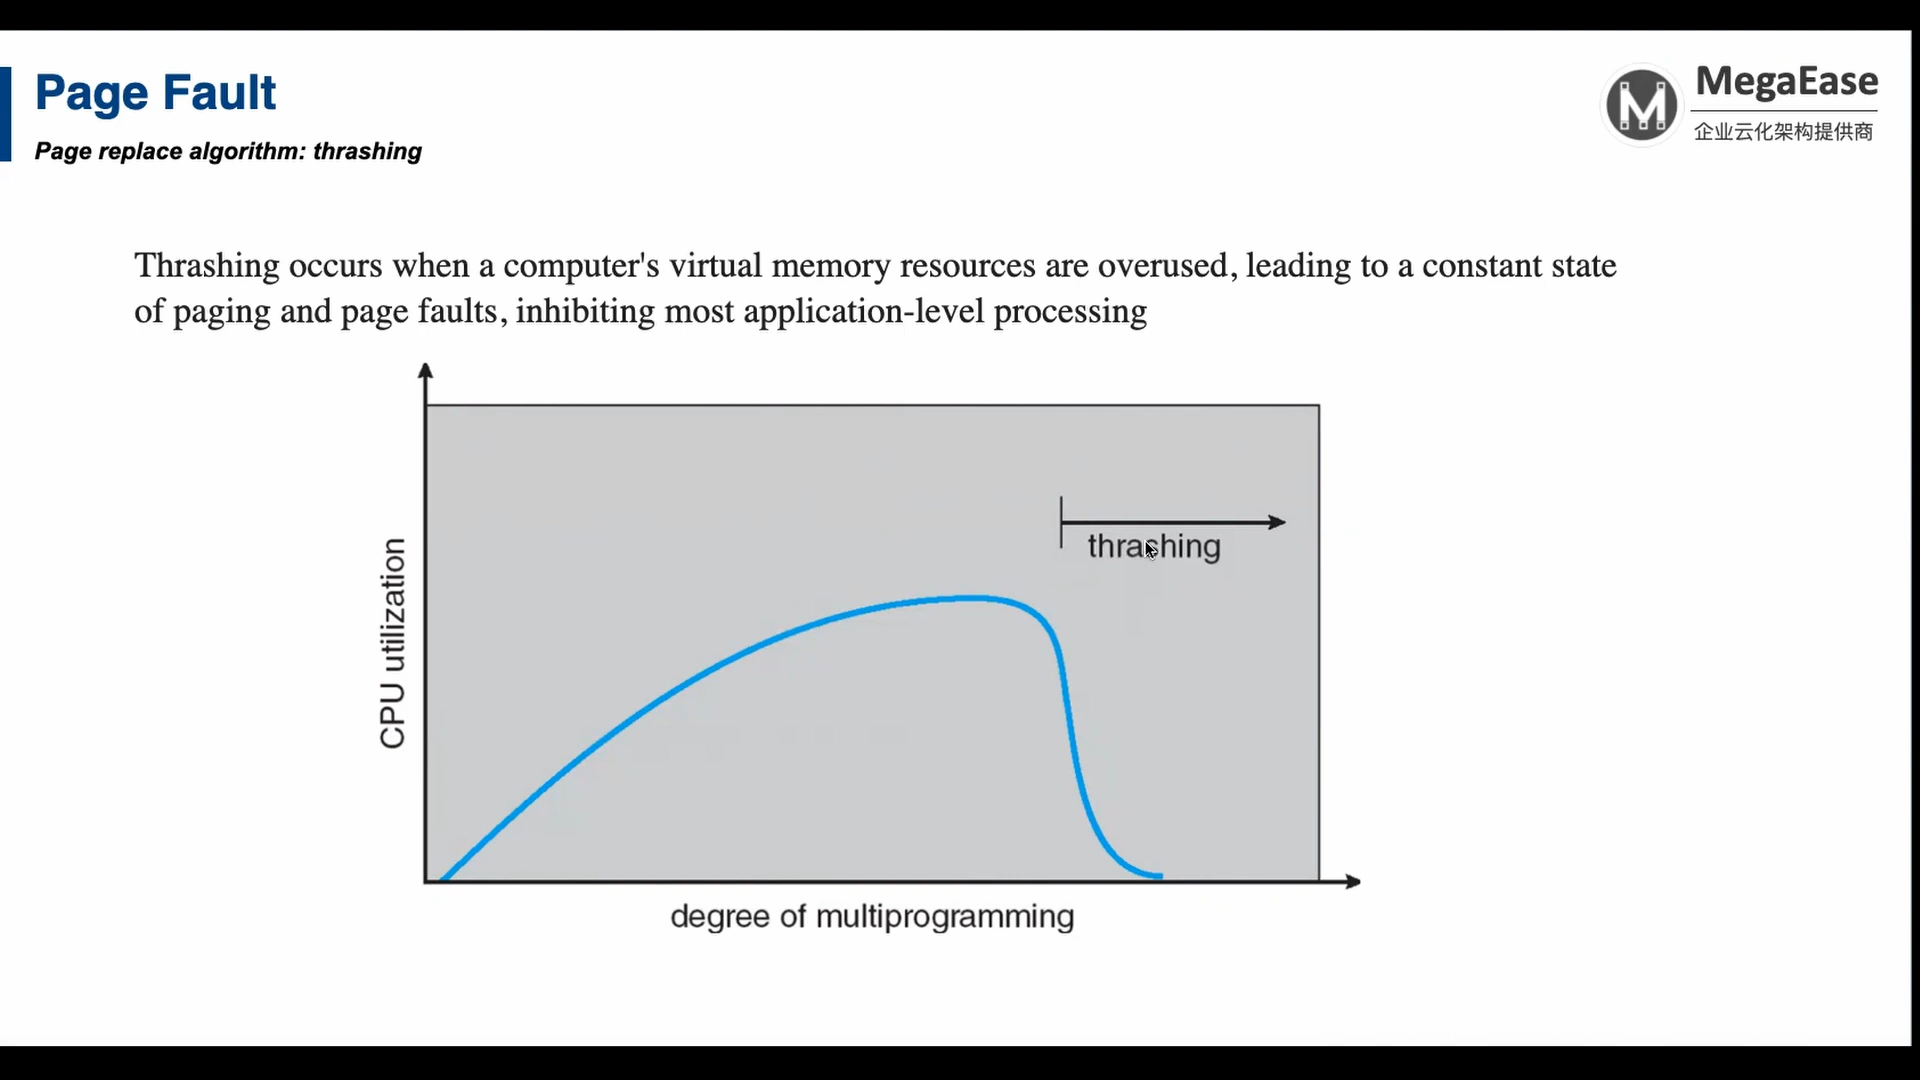 Page Fault
Page replace algorithm: thrashing
MegaEase
企业云化架构提供商
Thrashing occurs when a computer's virtual memory resources are overused, leading to a constant state
of paging and page faults, inhibiting most application-level processing
thrashing
CPU utilization
degree of multiprogramming